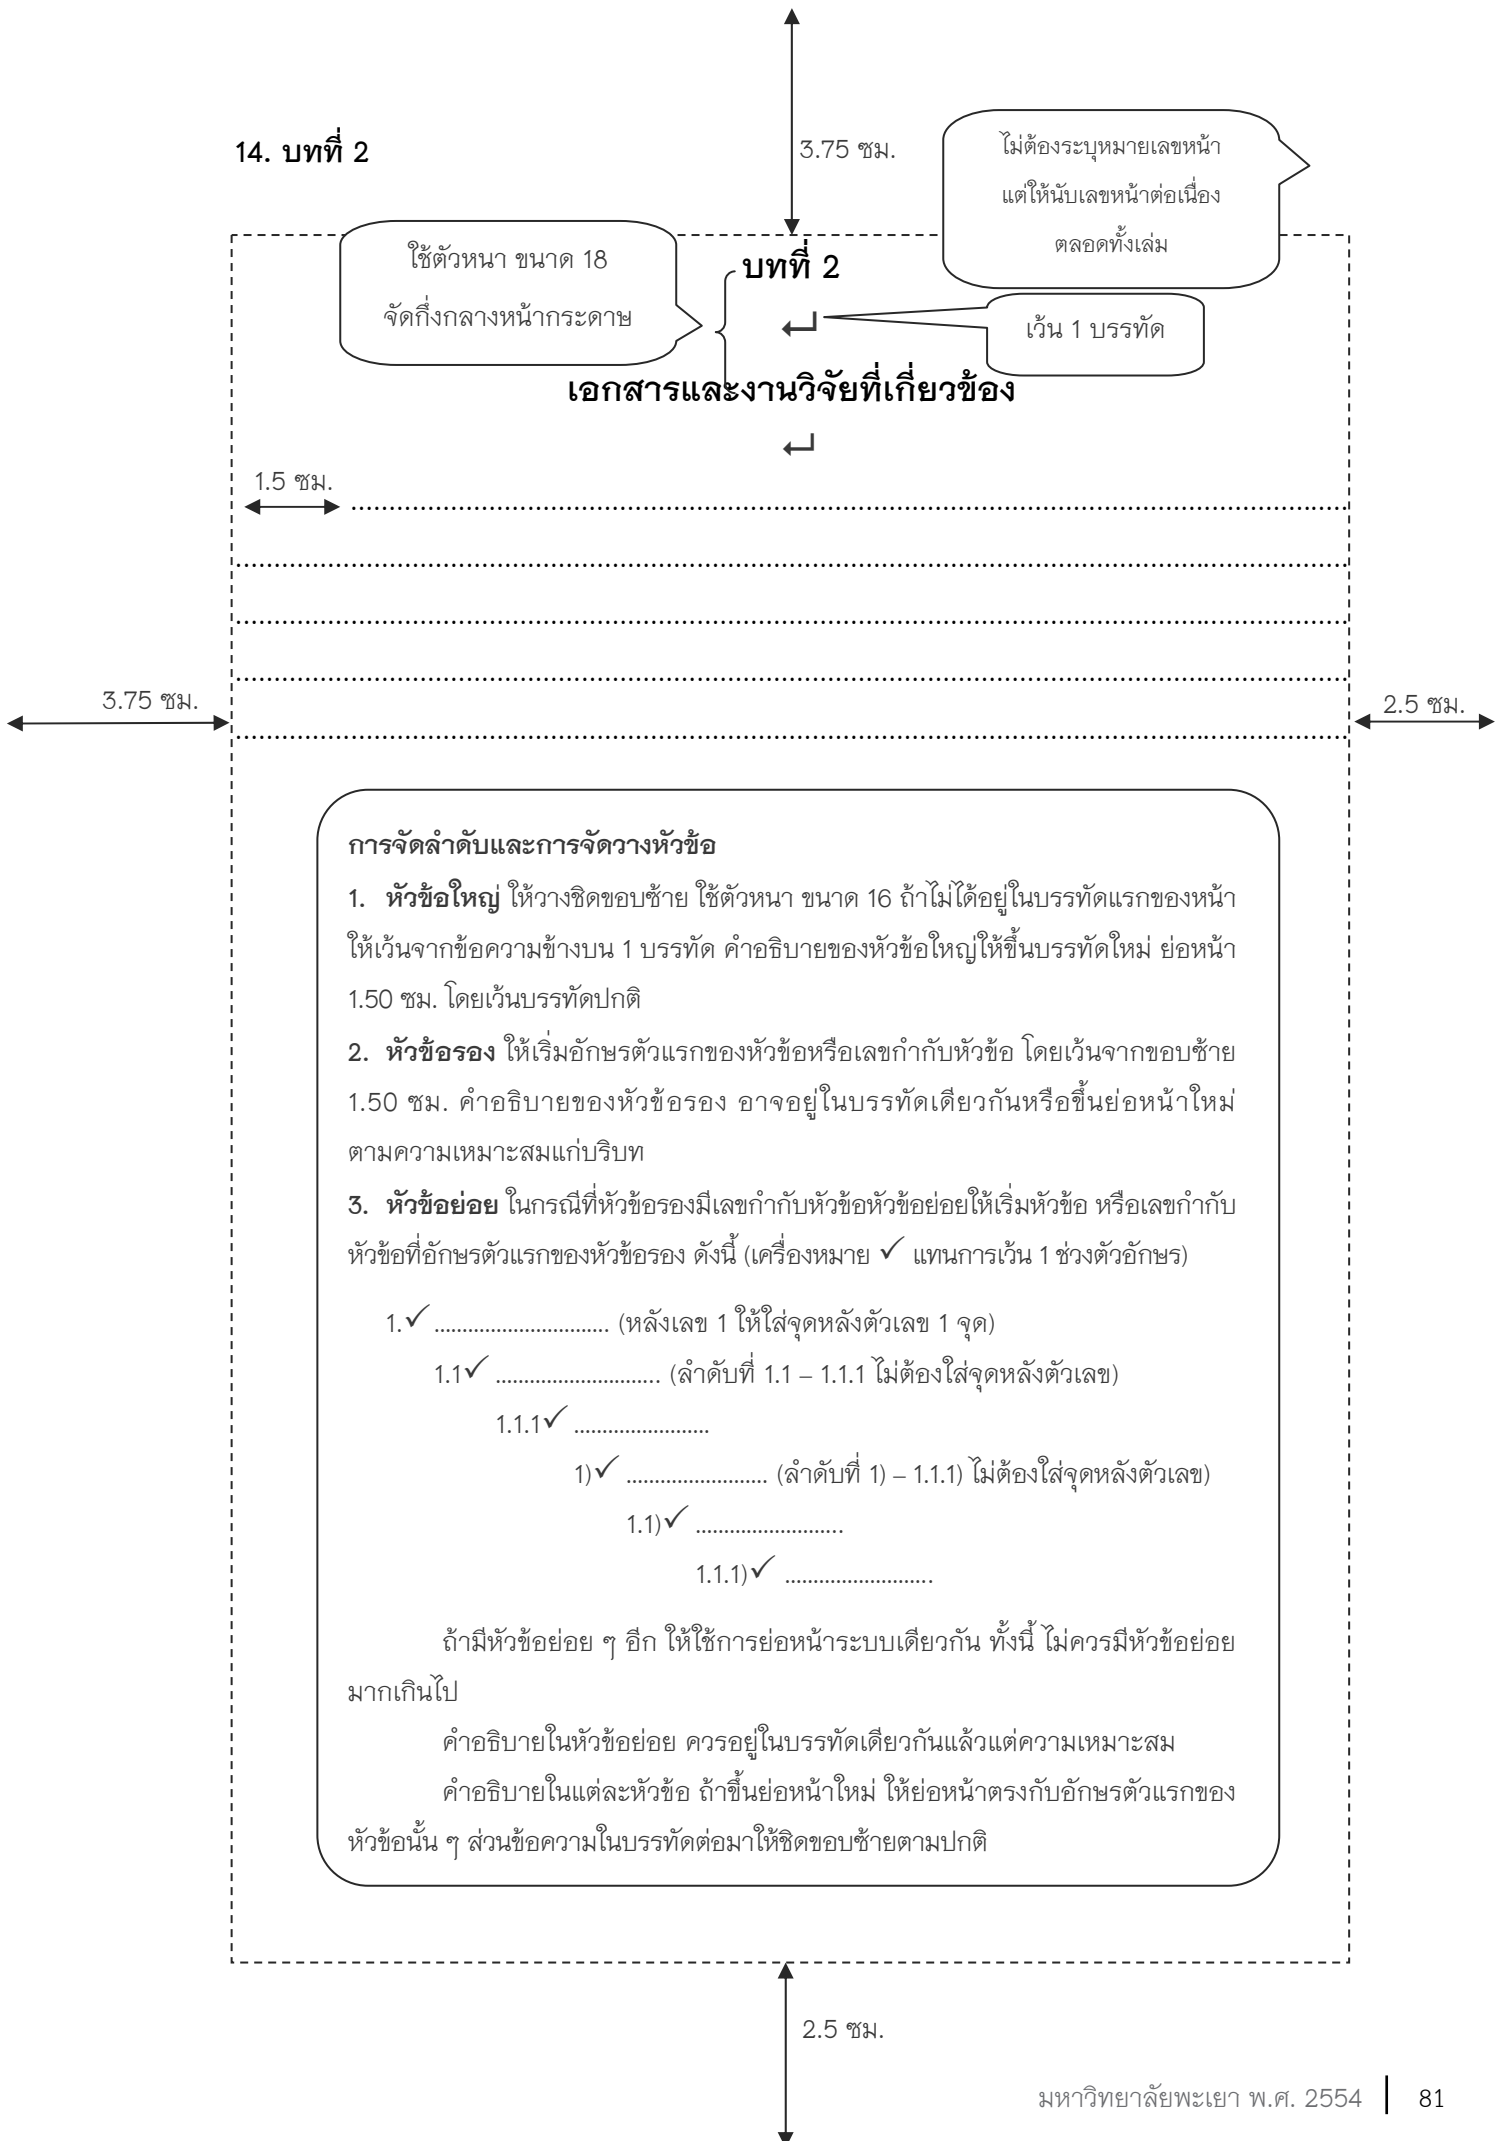 3.75 ซม.
14. บทที่ 2
ไม่ต้องระบุหมายเลขหน้า
แต่ให้นับเลขหน้าต่อเนื่อง
ตลอดทั้งเล่ม
ใช้ตัวหนา ขนาด 18
จัดกึ่งกลางหน้ากระดาษ
บทที่ 2
↵
เว้น 1 บรรทัด
เอกสารและงานวิจัยที่เกี่ยวข้อง
↵
1.5 ซม.
3.75 ซม.
2.5 ซม.
การจัดลำดับและการจัดวางหัวข้อ
1. หัวข้อใหญ่ ให้วางชิดขอบซ้าย ใช้ตัวหนา ขนาด 16 ถ้าไม่ได้อยู่ในบรรทัดแรกของหน้า
ให้เว้นจากข้อความข้างบน 1 บรรทัด คำอธิบายของหัวข้อใหญ่ให้ขึ้นบรรทัดใหม่ ย่อหน้า
1.50 ซม. โดยเว้นบรรทัดปกติ
2. หัวข้อรอง ให้เริ่มอักษรตัวแรกของหัวข้อหรือเลขกำกับหัวข้อ โดยเว้นจากขอบซ้าย
1.50 ซม. คำอธิบายของหัวข้อรอง อาจอยู่ในบรรทัดเดียวกันหรือขึ้นย่อหน้าใหม่
ตามความเหมาะสมแก่บริบท
3. หัวข้อย่อย ในกรณีที่หัวข้อรองมีเลขกำกับหัวข้อหัวข้อย่อยให้เริ่มหัวข้อ หรือเลขกำกับ
หัวข้อที่อักษรตัวแรกของหัวข้อรอง ดังนี้ (เครื่องหมาย ✓ แทนการเว้น 1 ช่วงตัวอักษร)
1.✓ ............................... (หลังเลข 1 ให้ใส่จุดหลังตัวเลข 1 จุด)
1.1✓ ............................. (ลำดับที่ 1.1 – 1.1.1 ไม่ต้องใส่จุดหลังตัวเลข)
1.1.1✓ ........................
1)✓ ......................... (ลำดับที่ 1) – 1.1.1) ไม่ต้องใส่จุดหลังตัวเลข)
1.1)✓ ..........................
1.1.1)✓ ..........................
ถ้ามีหัวข้อย่อย ๆ อีก ให้ใช้การย่อหน้าระบบเดียวกัน ทั้งนี้ ไม่ควรมีหัวข้อย่อย
มากเกินไป
คำอธิบายในหัวข้อย่อย ควรอยู่ในบรรทัดเดียวกันแล้วแต่ความเหมาะสม
คำอธิบายในแต่ละหัวข้อ ถ้าขึ้นย่อหน้าใหม่ ให้ย่อหน้าตรงกับอักษรตัวแรกของ
หัวข้อนั้น ๆ ส่วนข้อความในบรรทัดต่อมาให้ชิดขอบซ้ายตามปกติ
2.5 ซม.
มหาวิทยาลัยพะเยา พ.ศ. 2554 | 81